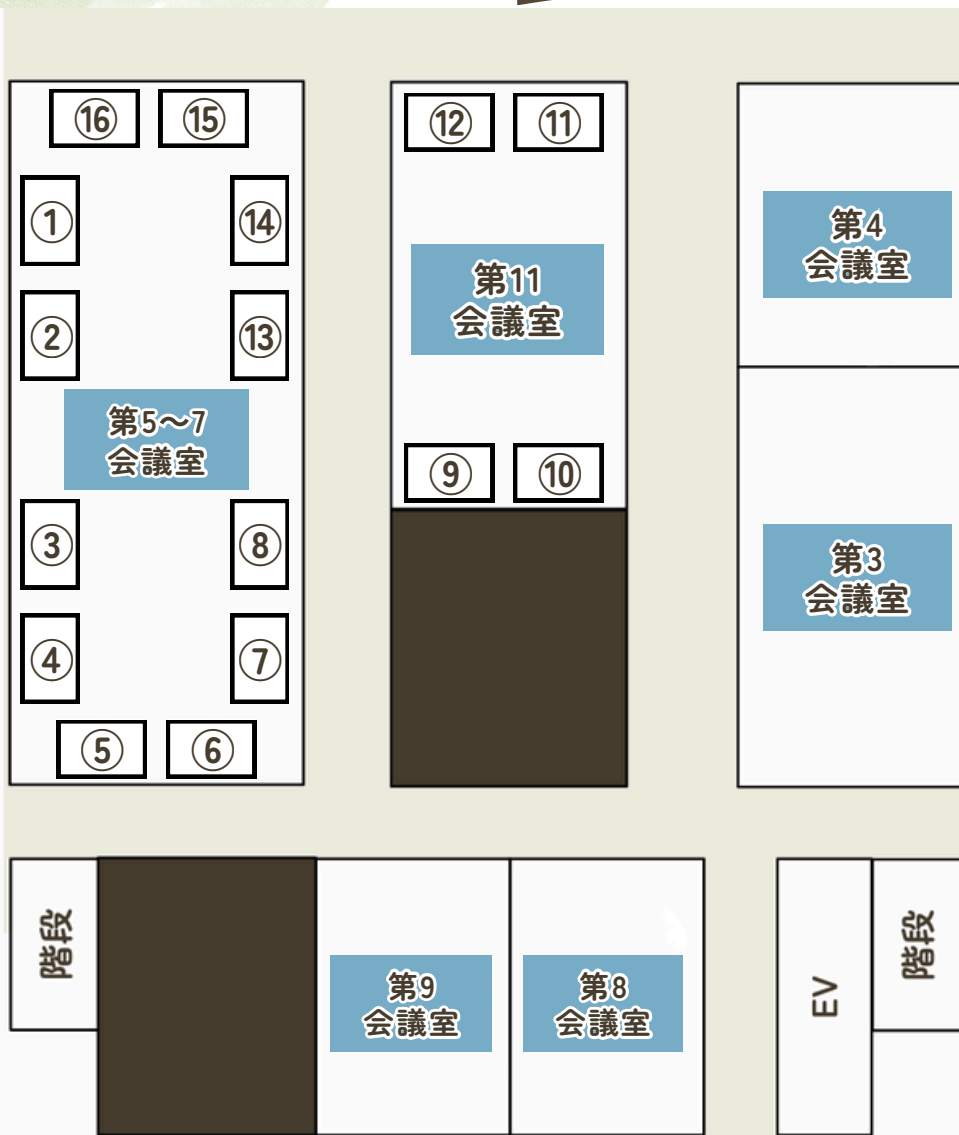 ⑯ ⑮
① ⑭
② ⑬
第5～7
会議室
③ ⑧
④ ⑦
⑤ ⑥
⑫ ⑪
第11
会議室
⑨ ⑩
第4
会議室
第3
会議室
階段
第9
会議室
第8
会議室
EV
階段